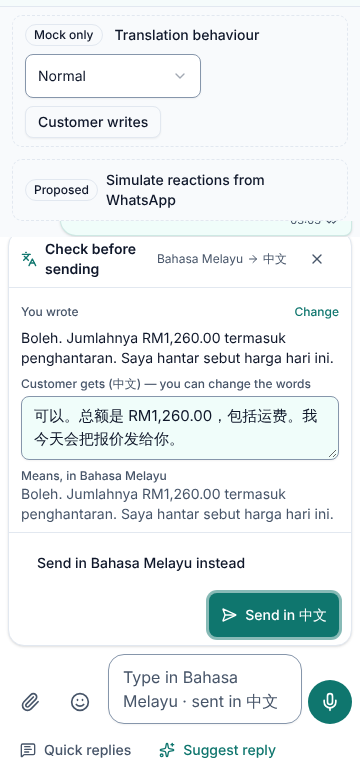 Mock only
Translation behaviour
Normal
Customer writes
Proposed
Simulate reactions from
WhatsApp
Check before
sending
Bahasa Melayu → 中文
You wrote
Change
Boleh. Jumlahnya RM1,260.00 termasuk
penghantaran. Saya hantar sebut harga hari ini.
Customer gets (中文) — you can change the words
可以。总额是 RM1,260.00，包括运费。我
今天会把报价发给你。
Means, in Bahasa Melayu
Boleh. Jumlahnya RM1,260.00 termasuk
penghantaran. Saya hantar sebut harga hari ini.
Send in Bahasa Melayu instead
Send in 中文
Type in Bahasa
Melayu · sent in 中文
Quick replies
Suggest reply